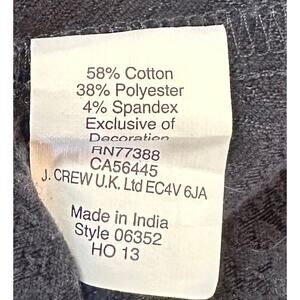 58% Cotton
38% Polyester
4% Spandex
Exclusive of
Decoration
RN77388
CA56445
J. CREW U.K. Ltd EC4V 6JA
Made in India
Style 06352
HO 13